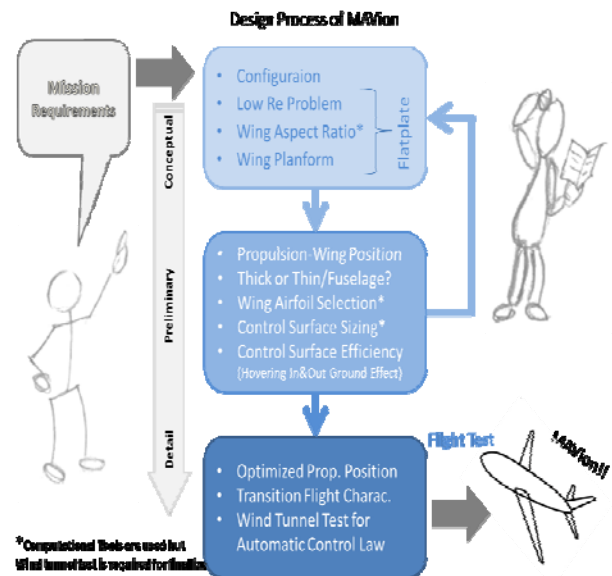 Design Process of MAVion
Mission
Requirements
• Configuraion
• Low Re Problem
• Wing Aspect Ratio*
• Wing Planform
Flatplate
Conceptual
• Propulsion-Wing Position
• Thick or Thin/Fuselage?
• Wing Airfoil Selection*
• Control Surface Sizing*
• Control Surface Efficiency
(Hovering In&Out Ground Effect)
Preliminary
• Optimized Prop. Position
• Transition Flight Charac.
• Wind Tunnel Test for
Automatic Control Law
Detail
Flight Test
MAVion!!
*Computational Tools are used but
Wind tunnel test is required for